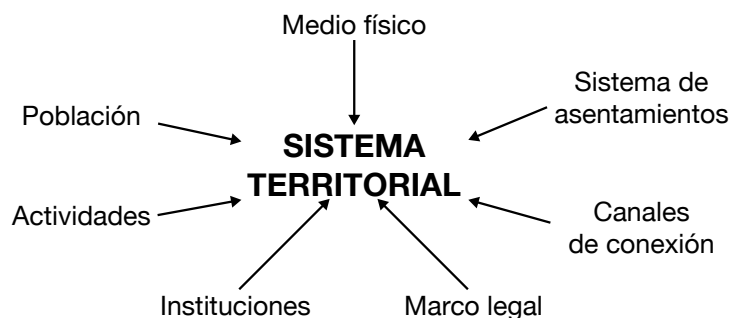 Medio físico
Sistema de
asentamientos
Población
SISTEMA
TERRITORIAL
Actividades
Canales
de conexión
Instituciones
Marco legal